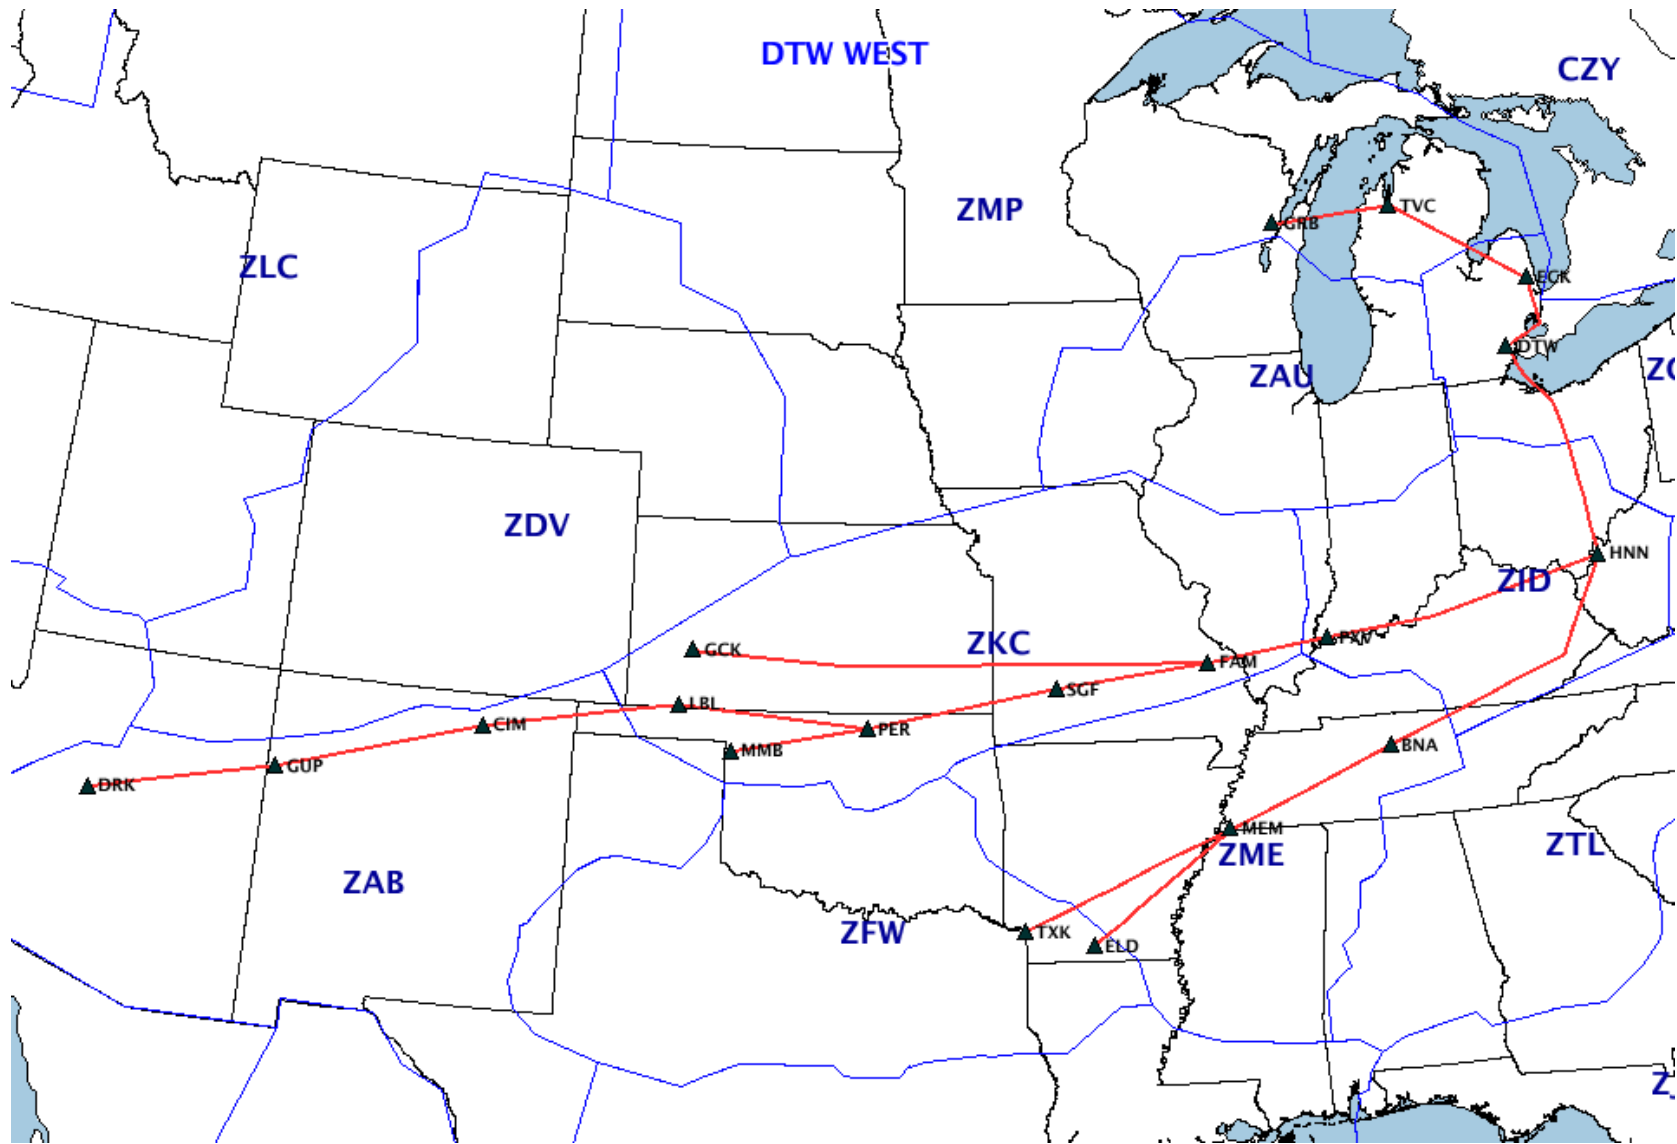 DTW WEST
CZY
ZMP
TVC
GRB
ZLC
ECK
DTW
ZAU
ZDV
HNN
ZID
PXV
ZKC
GCK
FAM
SGF
LBL
CIM
PER
BNA
MMB
GUP
DRK
MEM
ZME
ZTL
ZAB
ZFW
TXK
ELD